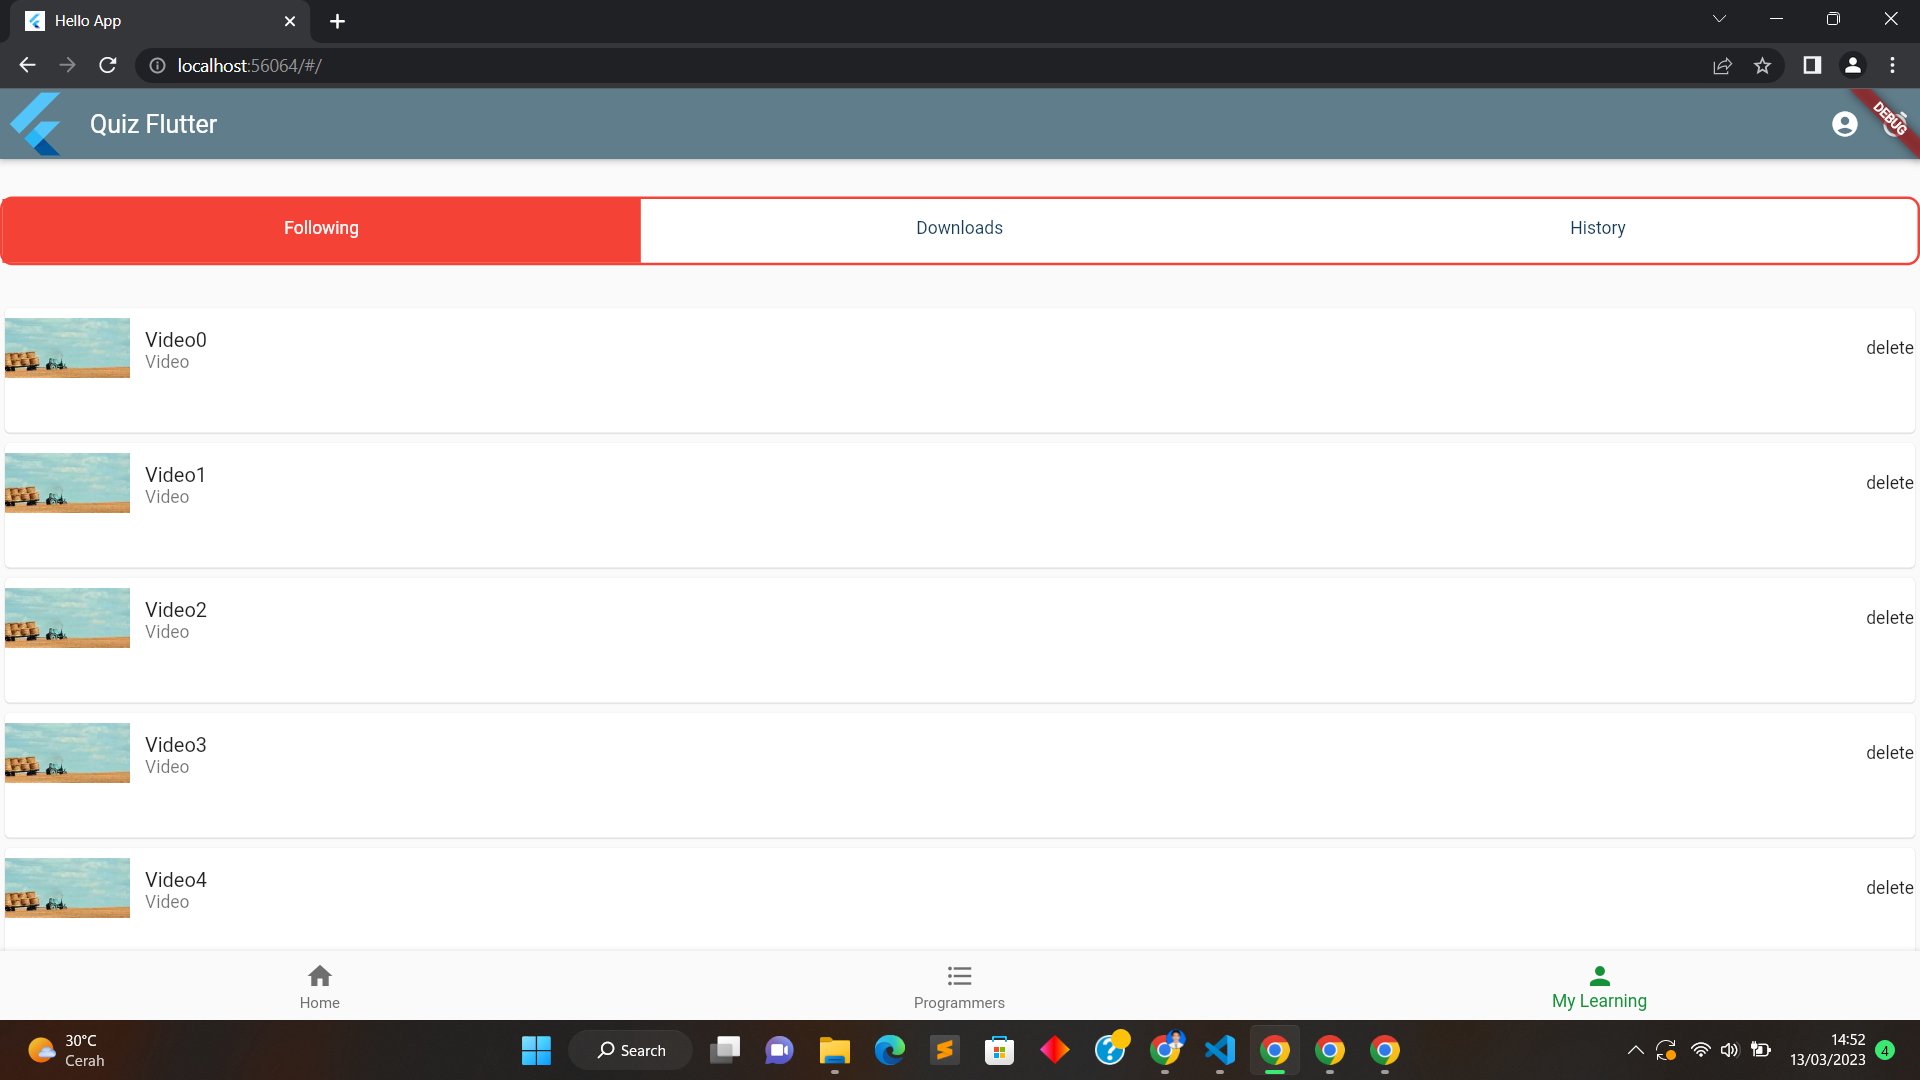 Hello App
localhost:56064/#/
Quiz Flutter
DEBUG
Following
Downloads
History
Video0
Video
delete
Video1
Video
delete
Video2
Video
delete
Video3
Video
delete
Video4
Video
delete
Home
Programmers
My Learning
30°C
Cerah
Search
14:52
13/03/2023
4